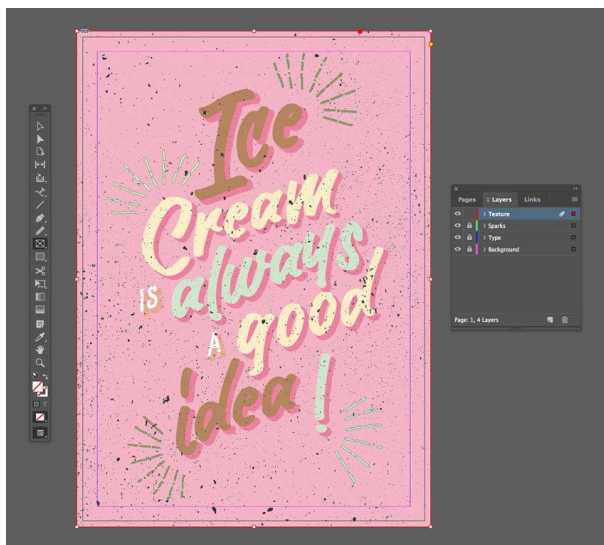 Ice
Cream
IS always
A good
idea!
Pages Layers Links
Texture
Sparks
Type
Background
Page: 1, 4 Layers